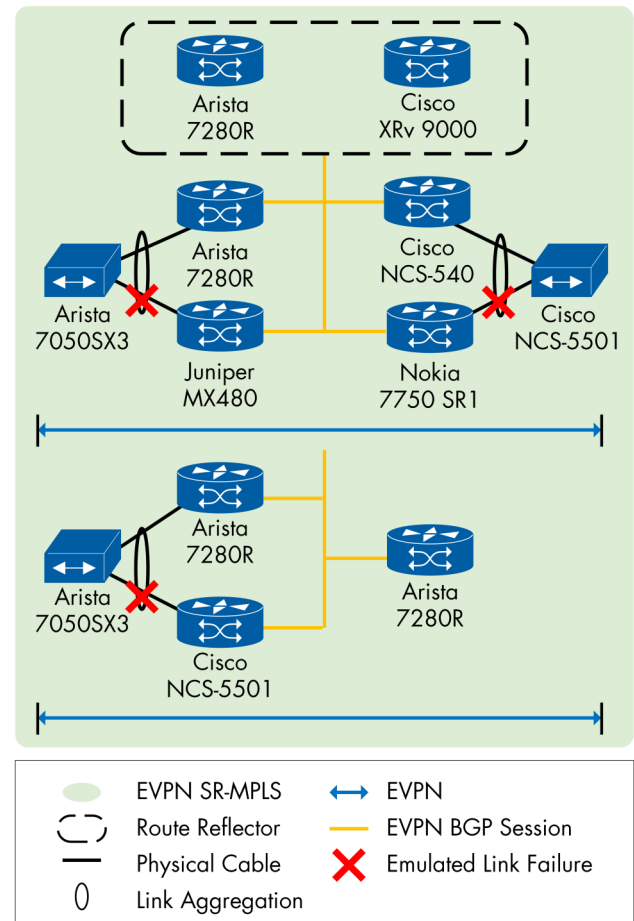 Arista
7280R
Cisco
XRv 9000
Arista
7280R
Cisco
NCS-540
Arista
7050SX3
Cisco
NCS-5501
Juniper
MX480
Nokia
7750 SR1
Arista
7280R
Arista
7050SX3
Arista
7280R
Cisco
NCS-5501
EVPN SR-MPLS
EVPN
Route Reflector
EVPN BGP Session
Physical Cable
Emulated Link Failure
Link Aggregation